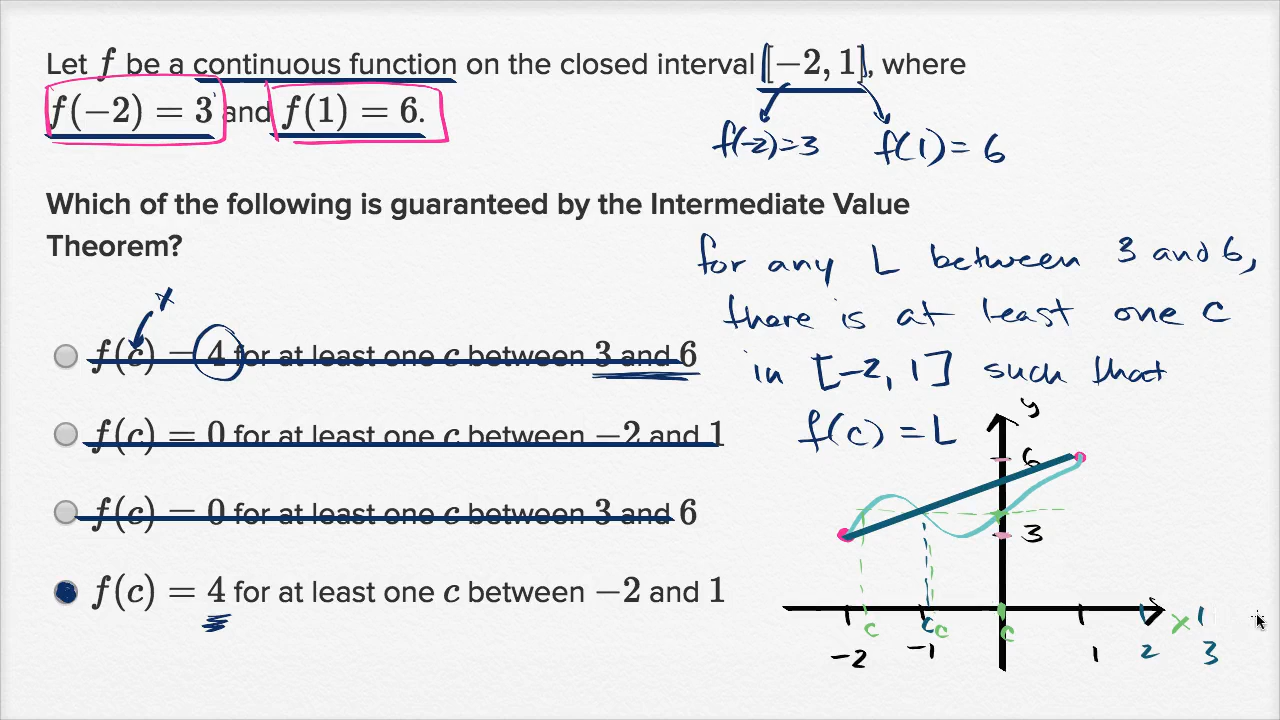 Let f be a continuous function on the closed interval [−2, 1], where
f(−2) = 3 and f(1) = 6.
f(-2)=3 f(1)= 6
Which of the following is guaranteed by the Intermediate Value
Theorem?
for any L between 3 and 6,
there is at least one c
in [-2, 1] such that
f(c) = L
x
f(c) = 4 for at least one c between 3 and 6
f(c) = 0 for at least one c between −2 and 1
f(c) = 0 for at least one c between 3 and 6
f(c) = 4 for at least one c between −2 and 1
y
6
3
c c c c x
-2 -1 1 2 3